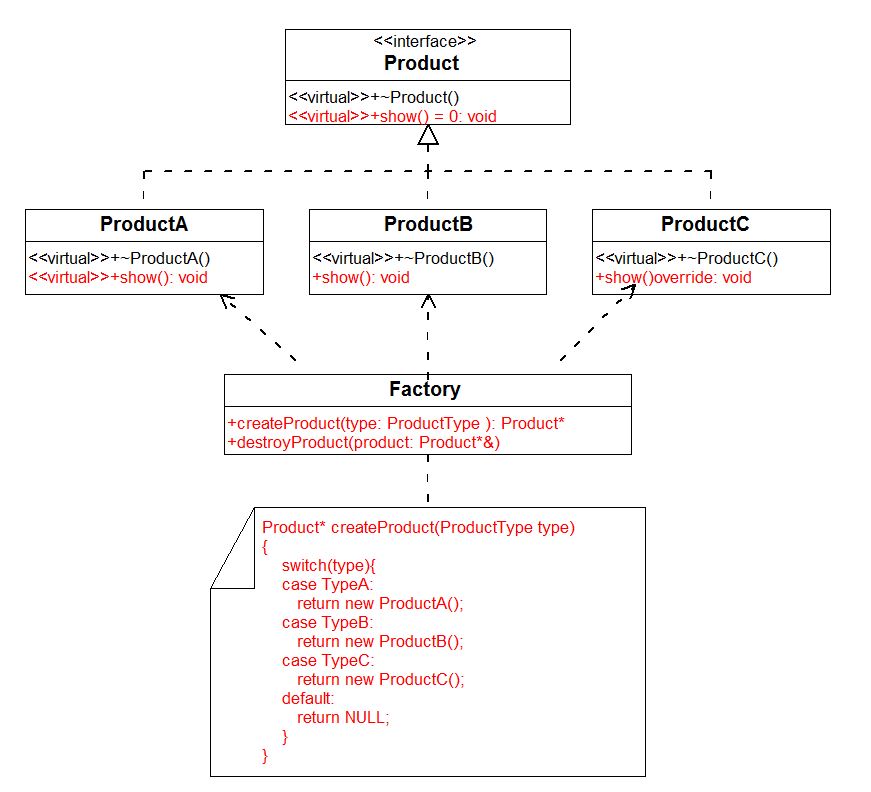 <<interface>>
Product
<<virtual>>+~Product()
<<virtual>>+show() = 0: void
ProductA
<<virtual>>+~ProductA()
<<virtual>>+show(): void
ProductB
<<virtual>>+~ProductB()
+show(): void
ProductC
<<virtual>>+~ProductC()
+show()override: void
Factory
+createProduct(type: ProductType ): Product*
+destroyProduct(product: Product*&)
Product* createProduct(ProductType type)
{
switch(type){
case TypeA:
return new ProductA();
case TypeB:
return new ProductB();
case TypeC:
return new ProductC();
default:
return NULL;
}
}